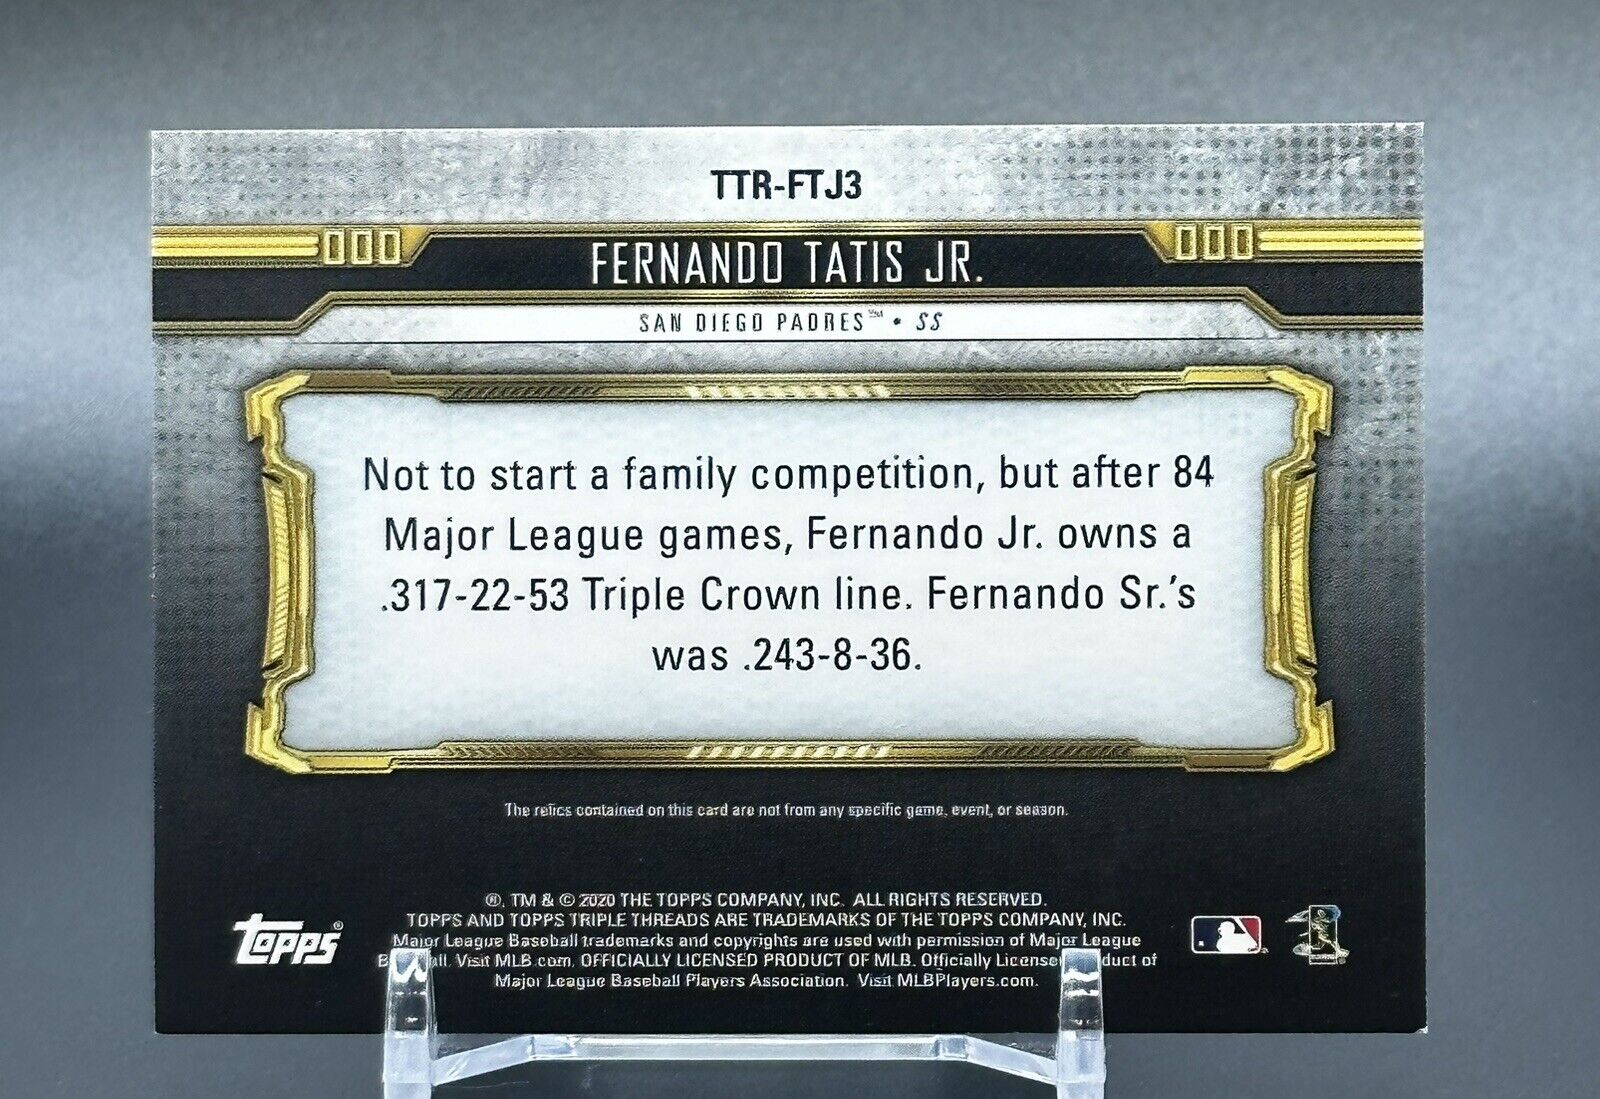 TTR-FTJ3
FERNANDO TATIS JR.
SAN DIEGO PADRES™ • SS
Not to start a family competition, but after 84
Major League games, Fernando Jr. owns a
.317-22-53 Triple Crown line. Fernando Sr.'s
was .243-8-36.
The relics contained on this card are not from any specific game, event, or season.
®, TM & © 2020 THE TOPPS COMPANY, INC. ALL RIGHTS RESERVED.
TOPPS AND TOPPS TRIPLE THREADS ARE TRADEMARKS OF THE TOPPS COMPANY, INC.
Major League Baseball trademarks and copyrights are used with permission of Major League
B all. Visit MLB.com. OFFICIALLY LICENSED PRODUCT OF MLB. Officially License duct of
Major League Baseball Players Association. Visit MLBPlayers.com.
topps®